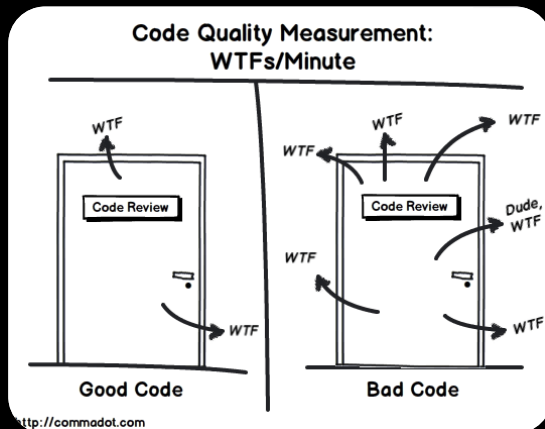 Code Quality Measurement:
WTFs/Minute
WTF
Code Review
WTF
Good Code
WTF
WTF
WTF
Code Review
Dude,
WTF
WTF
WTF
Bad Code
http://commadot.com